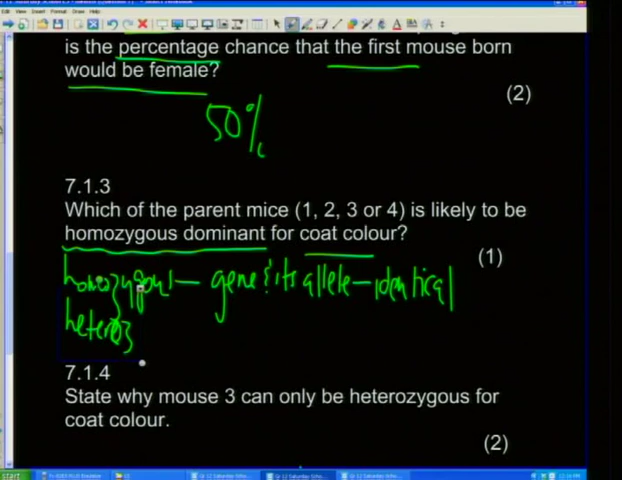 is the percentage chance that the first mouse born
would be female?
(2)
50%
7.1.3
Which of the parent mice (1, 2, 3 or 4) is likely to be
homozygous dominant for coat colour?
(1)
homozygous – gene & its allele – identical
heteroz
7.1.4
State why mouse 3 can only be heterozygous for
coat colour.
(2)
start